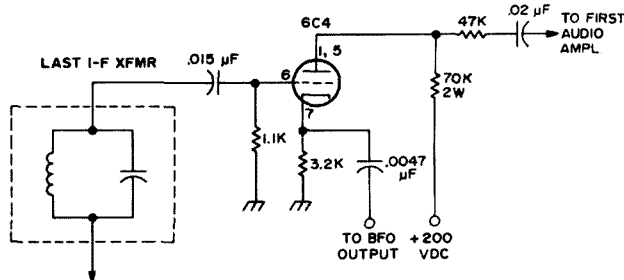 6C4
.02 µF
47K
TO FIRST
AUDIO
AMPL.
1, 5
.015 µF
LAST I-F XFMR
6
70K
2W
7
1.1K
3.2K
.0047
µF
TO BFO
OUTPUT
+200
VDC